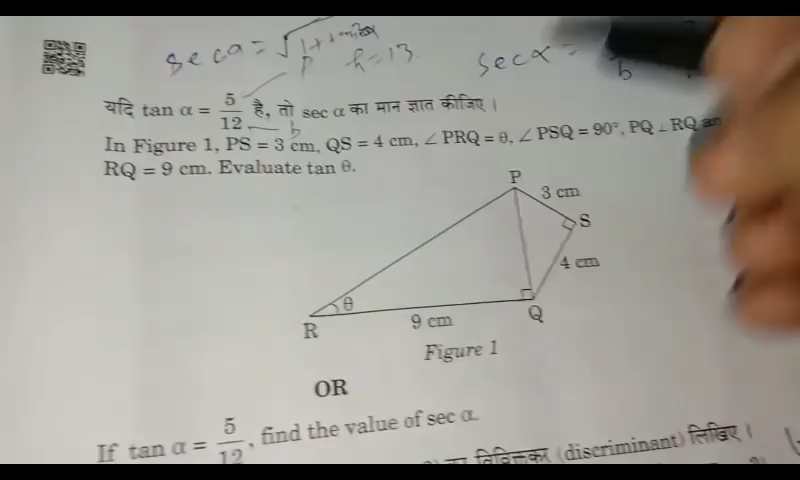 sec α = √1 + tan²α
p h = 13 sec α = b
यदि tan α = 5/12 है, तो sec α का मान ज्ञात कीजिए ।
b
In Figure 1, PS = 3 cm, QS = 4 cm, ∠ PRQ = θ, ∠ PSQ = 90°, PQ ⊥ RQ an
RQ = 9 cm. Evaluate tan θ.
P
3 cm
S
4 cm
θ
R
9 cm
Q
Figure 1
OR
If tan α = 5/12, find the value of sec α.
(discriminant) लिखिए ।